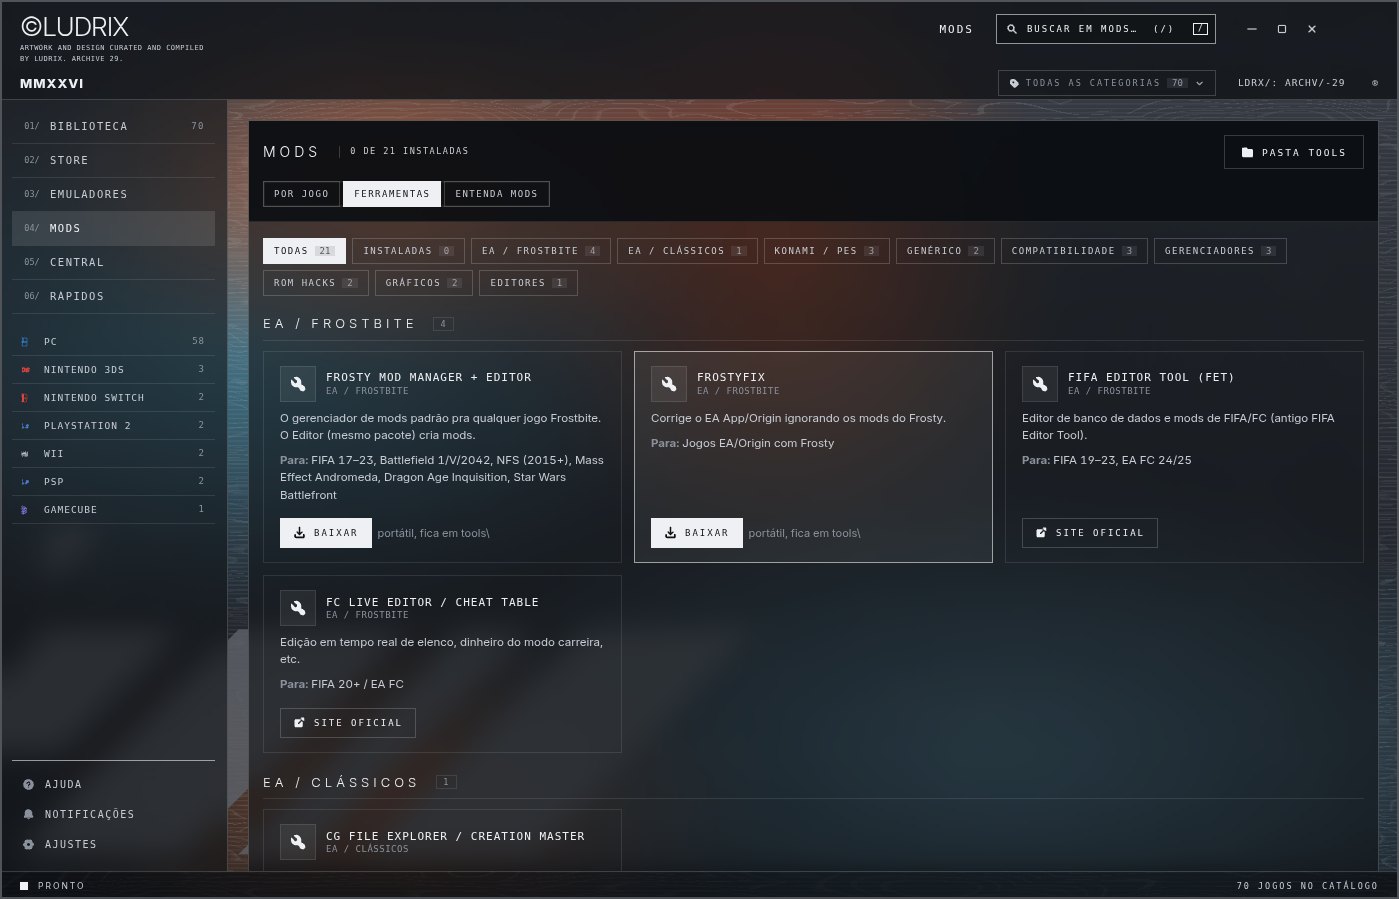 ©LUDRIX
ARTWORK AND DESIGN CURATED AND COMPILED
BY LUDRIX. ARCHIVE 29.
MMXXVI
MODS
BUSCAR EM MODS… (/) /
TODAS AS CATEGORIAS 70
LDRX/: ARCHV/-29 ®
01/ BIBLIOTECA 70
02/ STORE
03/ EMULADORES
04/ MODS
05/ CENTRAL
06/ RÁPIDOS
PC 58
NINTENDO 3DS 3
NINTENDO SWITCH 2
PLAYSTATION 2 2
WII 2
PSP 2
GAMECUBE 1
AJUDA
NOTIFICAÇÕES
AJUSTES
MODS 0 DE 21 INSTALADAS
PASTA TOOLS
POR JOGO FERRAMENTAS ENTENDA MODS
TODAS 21 INSTALADAS 0 EA / FROSTBITE 4 EA / CLÁSSICOS 1 KONAMI / PES 3 GENÉRICO 2 COMPATIBILIDADE 3 GERENCIADORES 3
ROM HACKS 2 GRÁFICOS 2 EDITORES 1
EA / FROSTBITE 4
FROSTY MOD MANAGER + EDITOR
EA / FROSTBITE
O gerenciador de mods padrão pra qualquer jogo Frostbite.
O Editor (mesmo pacote) cria mods.
Para: FIFA 17–23, Battlefield 1/V/2042, NFS (2015+), Mass
Effect Andromeda, Dragon Age Inquisition, Star Wars
Battlefront
BAIXAR portátil, fica em tools\
FROSTYFIX
EA / FROSTBITE
Corrige o EA App/Origin ignorando os mods do Frosty.
Para: Jogos EA/Origin com Frosty
BAIXAR portátil, fica em tools\
FIFA EDITOR TOOL (FET)
EA / FROSTBITE
Editor de banco de dados e mods de FIFA/FC (antigo FIFA
Editor Tool).
Para: FIFA 19–23, EA FC 24/25
SITE OFICIAL
FC LIVE EDITOR / CHEAT TABLE
EA / FROSTBITE
Edição em tempo real de elenco, dinheiro do modo carreira,
etc.
Para: FIFA 20+ / EA FC
SITE OFICIAL
EA / CLÁSSICOS 1
CG FILE EXPLORER / CREATION MASTER
EA / CLÁSSICOS
PRONTO
70 JOGOS NO CATÁLOGO